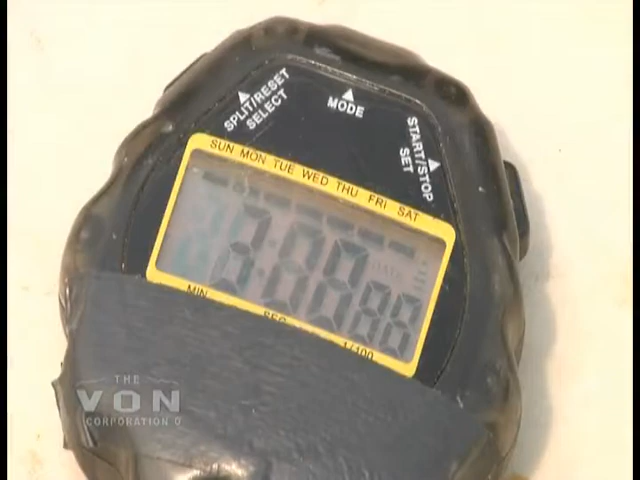 SPLIT/RESET
SELECT
MODE
START/STOP
SET
SUN MON TUE WED THU FRI SAT
MIN
SEC
1/100
THE
VON
CORPORATION